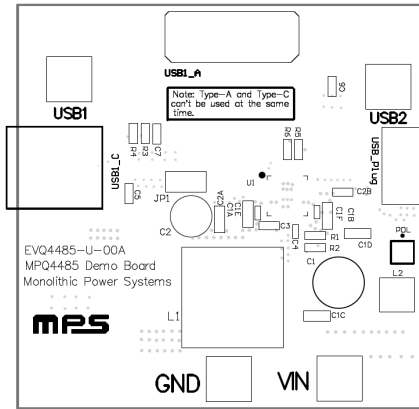 USB1_A
Note: Type-A and Type-C
can't be used at the same
time.
USB1
USB2
USB1_C
USB_Plug
C6
R4
R3
C7
R6
R5
C5
JP1
U1
C2
C2A
C1A
C1E
C3
C4
C2B
C1B
C1F
R1
R2
C1D
POL
L2
C1
C1C
L1
EVQ4485-U-00A
MPQ4485 Demo Board
Monolithic Power Systems
mps
GND
VIN